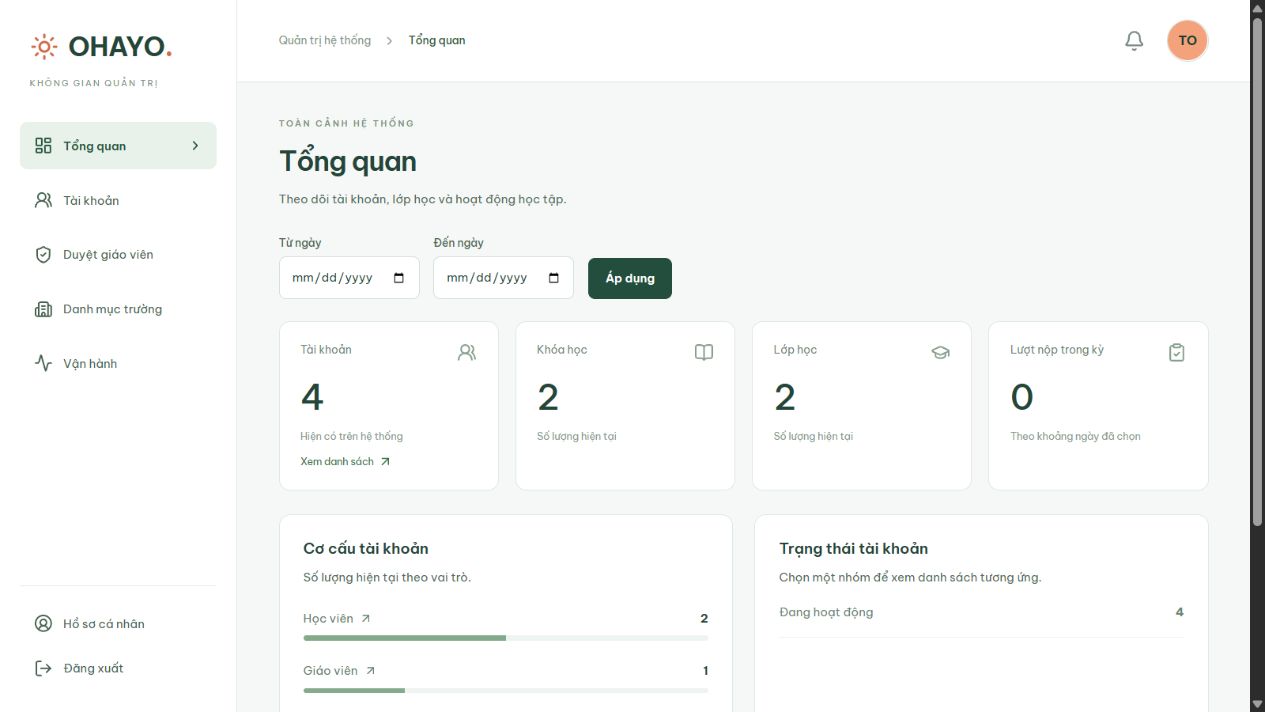 OHAYO.
KHÔNG GIAN QUẢN TRỊ
Tổng quan
Tài khoản
Duyệt giáo viên
Danh mục trường
Vận hành
Hồ sơ cá nhân
Đăng xuất
Quản trị hệ thống > Tổng quan
TO
TOÀN CẢNH HỆ THỐNG
Tổng quan
Theo dõi tài khoản, lớp học và hoạt động học tập.
Từ ngày Đến ngày
mm/dd/yyyy mm/dd/yyyy Áp dụng
Tài khoản
4
Hiện có trên hệ thống
Xem danh sách
Khóa học
2
Số lượng hiện tại
Lớp học
2
Số lượng hiện tại
Lượt nộp trong kỳ
0
Theo khoảng ngày đã chọn
Cơ cấu tài khoản
Số lượng hiện tại theo vai trò.
Học viên 2
Giáo viên 1
Trạng thái tài khoản
Chọn một nhóm để xem danh sách tương ứng.
Đang hoạt động 4